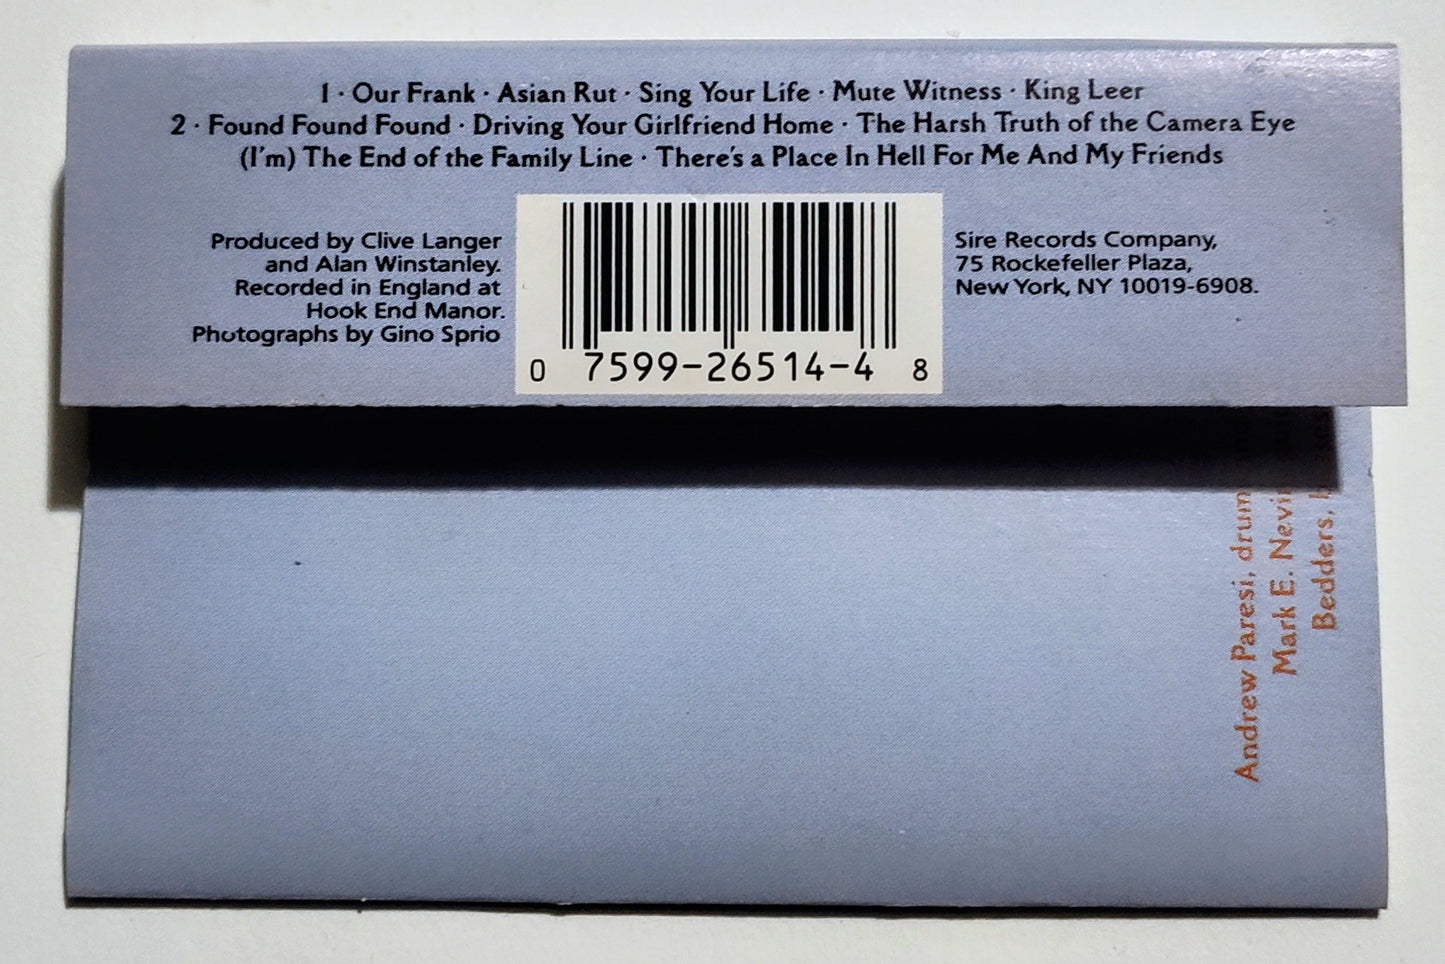 1 · Our Frank · Asian Rut · Sing Your Life · Mute Witness · King Leer
2 · Found Found Found · Driving Your Girlfriend Home · The Harsh Truth of the Camera Eye
(I'm) The End of the Family Line · There's a Place In Hell For Me And My Friends
Produced by Clive Langer
and Alan Winstanley.
Recorded in England at
Hook End Manor.
Photographs by Gino Sprio
0 7599-26514-4 8
Sire Records Company,
75 Rockefeller Plaza,
New York, NY 10019-6908.
Andrew Paresi, drum
Mark E. Nevin
Bedders,